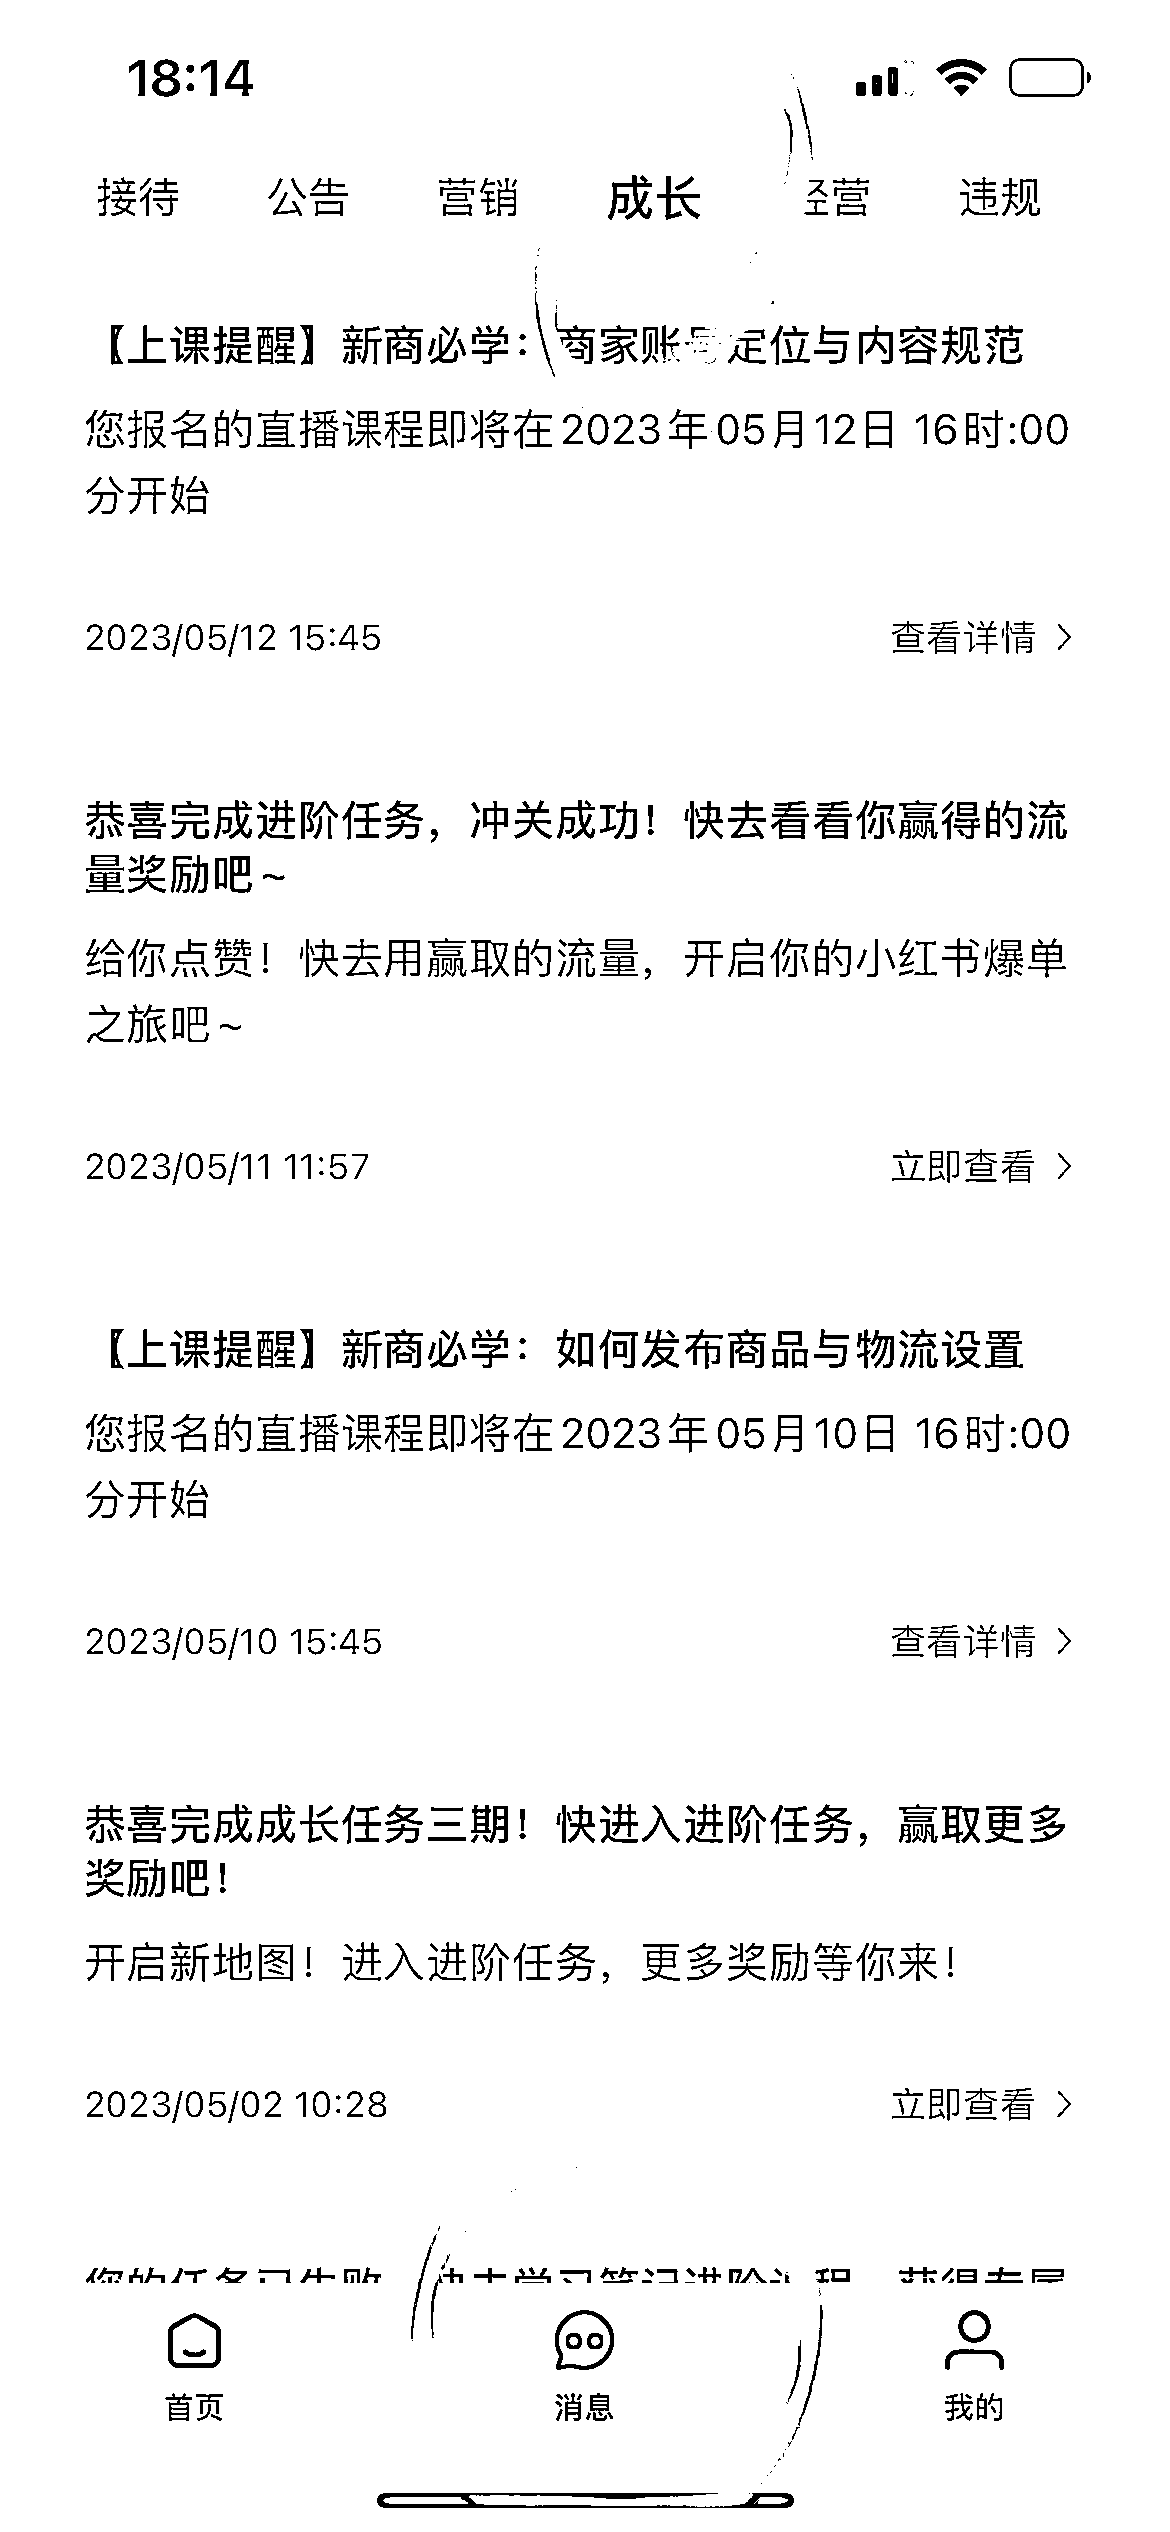 18:14
接待 公告 营销 成长 经营 违规
【上课提醒】新商必学：商家账号定位与内容规范
您报名的直播课程即将在2023年05月12日 16时:00
分开始
2023/05/12 15:45 查看详情 >
恭喜完成进阶任务，冲关成功！快去看看你赢得的流
量奖励吧~
给你点赞！快去用赢取的流量，开启你的小红书爆单
之旅吧~
2023/05/11 11:57 立即查看 >
【上课提醒】新商必学：如何发布商品与物流设置
您报名的直播课程即将在2023年05月10日 16时:00
分开始
2023/05/10 15:45 查看详情 >
恭喜完成成长任务三期！快进入进阶任务，赢取更多
奖励吧！
开启新地图！进入进阶任务，更多奖励等你来！
2023/05/02 10:28 立即查看 >
首页 消息 我的